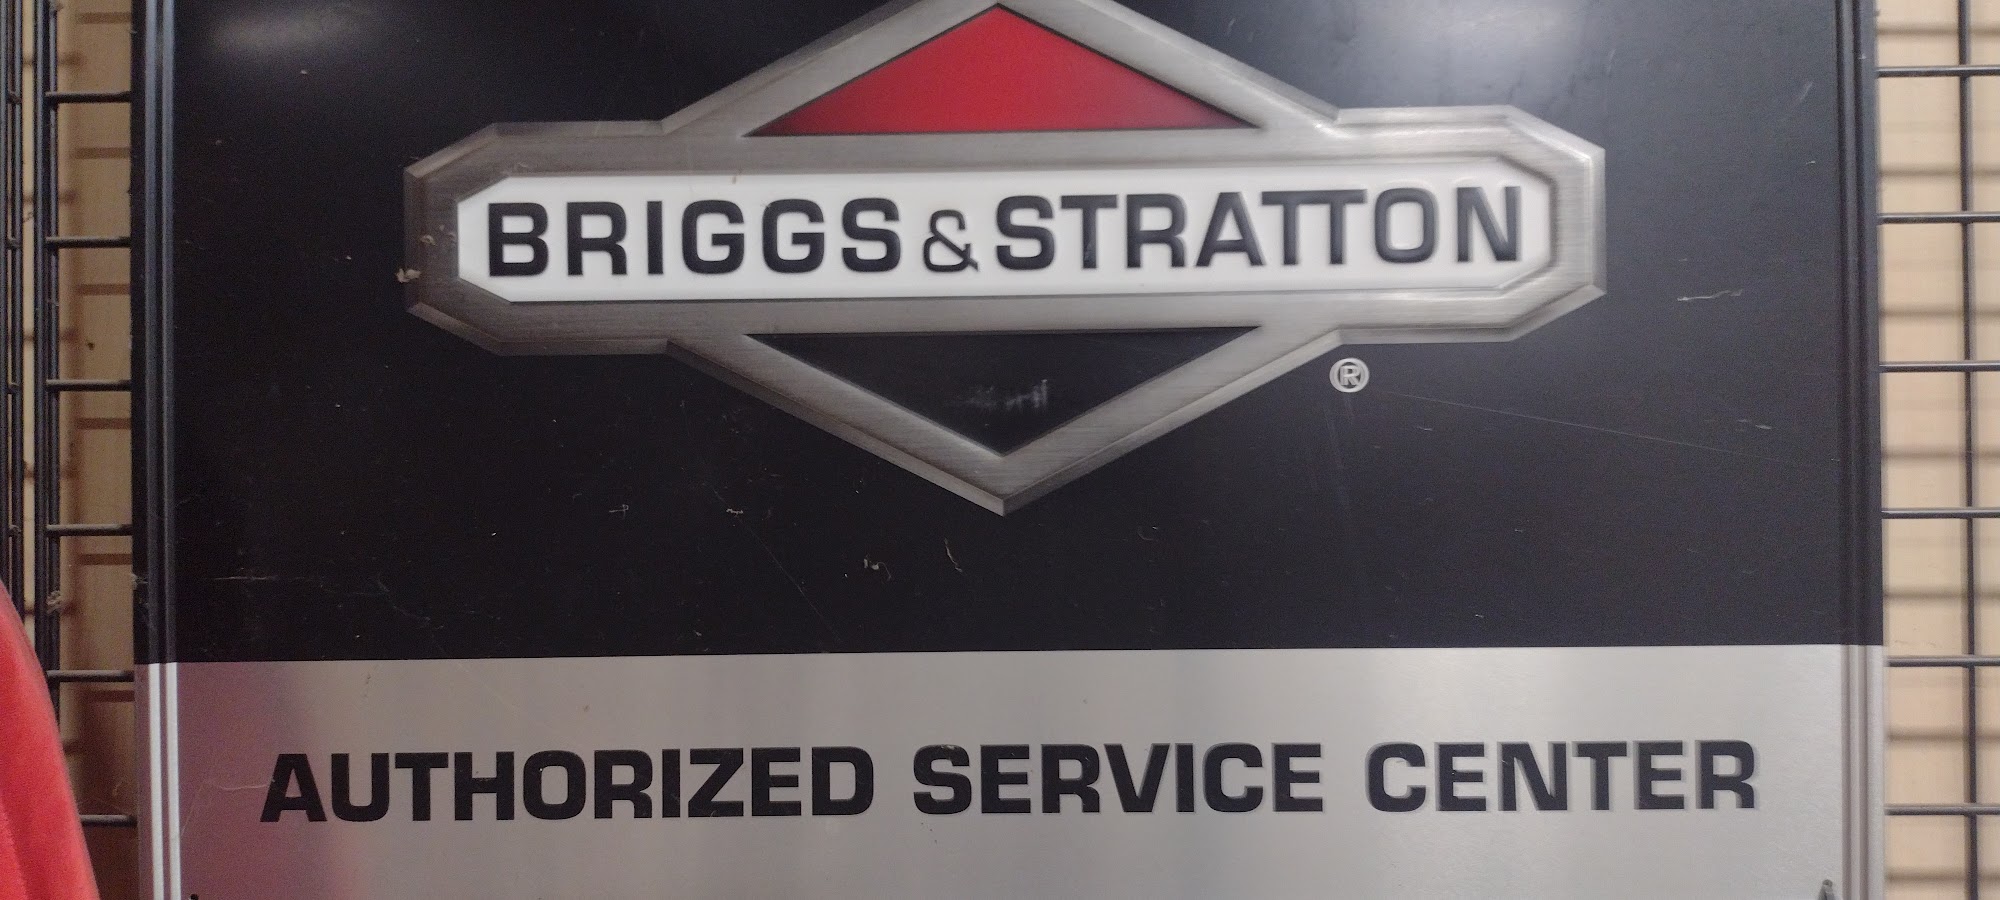 BRIGGS & STRATTON
®
AUTHORIZED SERVICE CENTER